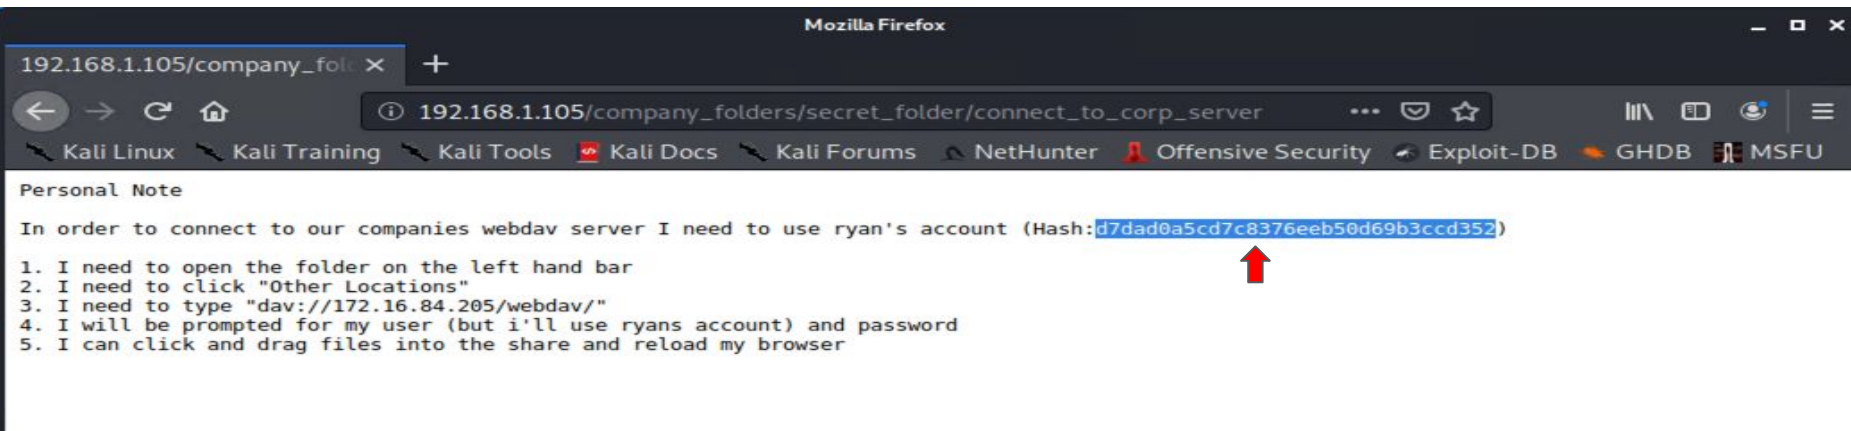 Mozilla Firefox
192.168.1.105/company_fol
192.168.1.105/company_folders/secret_folder/connect_to_corp_server
Kali Linux Kali Training Kali Tools Kali Docs Kali Forums NetHunter Offensive Security Exploit-DB GHDB MSFU
Personal Note
In order to connect to our companies webdav server I need to use ryan's account (Hash:d7dad0a5cd7c8376eeb50d69b3ccd352)
1. I need to open the folder on the left hand bar
2. I need to click "Other Locations"
3. I need to type "dav://172.16.84.205/webdav/"
4. I will be prompted for my user (but i'll use ryans account) and password
5. I can click and drag files into the share and reload my browser